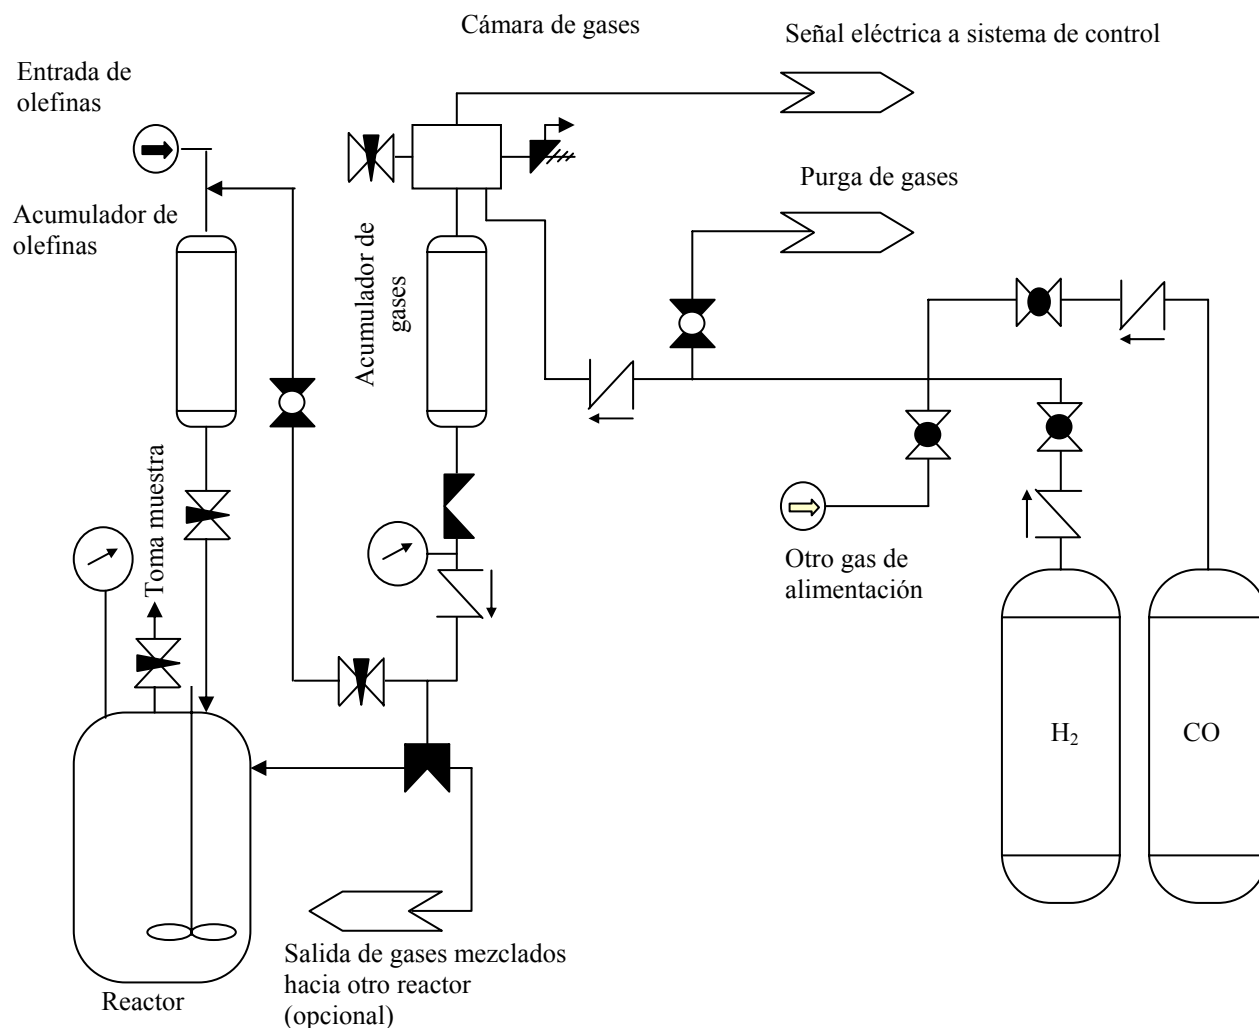 Cámara de gases
Señal eléctrica a sistema de control
Entrada de
olefinas
Purga de gases
Acumulador de
olefinas
Acumulador de
gases
Toma muestra
Otro gas de
alimentación
H₂
CO
Salida de gases mezclados
hacia otro reactor
(opcional)
Reactor